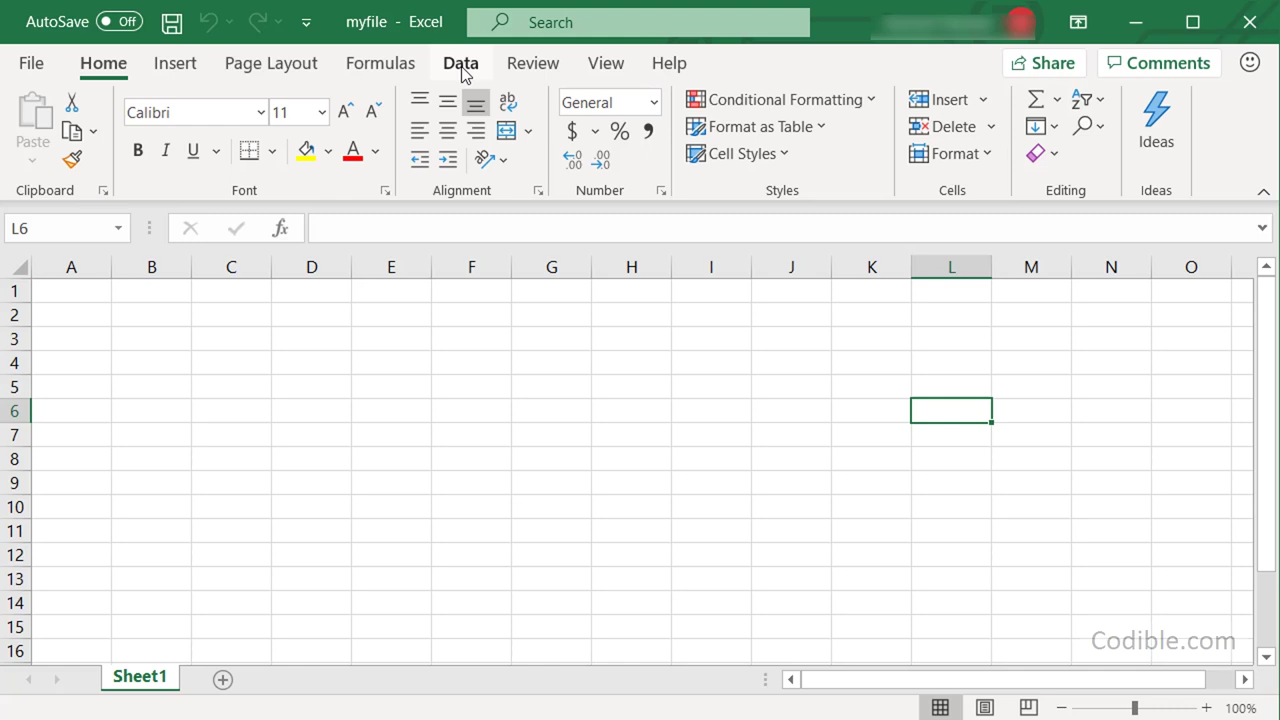 AutoSave Off myfile - Excel Search
File Home Insert Page Layout Formulas Data Review View Help Share Comments
Paste
Calibri 11
B I U A
ab
General
$ % ,
Conditional Formatting
Format as Table
Cell Styles
Insert
Delete
Format
Ideas
Clipboard Font Alignment Number Styles Cells Editing Ideas
L6 fx
A B C D E F G H I J K L M N O
1
2
3
4
5
6
7
8
9
10
11
12
13
14
15
16
Codible.com
Sheet1
100%